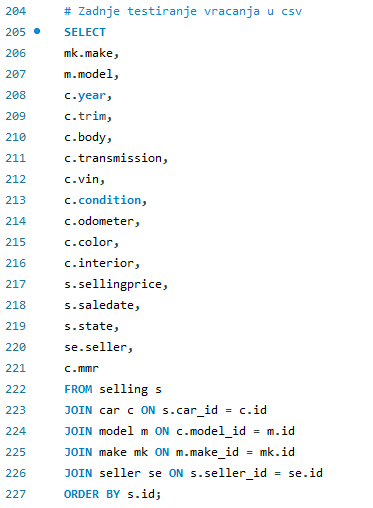 204 # Zadnje testiranje vracanja u csv
205 SELECT
206 mk.make,
207 m.model,
208 c.year,
209 c.trim,
210 c.body,
211 c.transmission,
212 c.vin,
213 c.condition,
214 c.odometer,
215 c.color,
216 c.interior,
217 s.sellingprice,
218 s.saledate,
219 s.state,
220 se.seller,
221 c.mmr
222 FROM selling s
223 JOIN car c ON s.car_id = c.id
224 JOIN model m ON c.model_id = m.id
225 JOIN make mk ON m.make_id = mk.id
226 JOIN seller se ON s.seller_id = se.id
227 ORDER BY s.id;